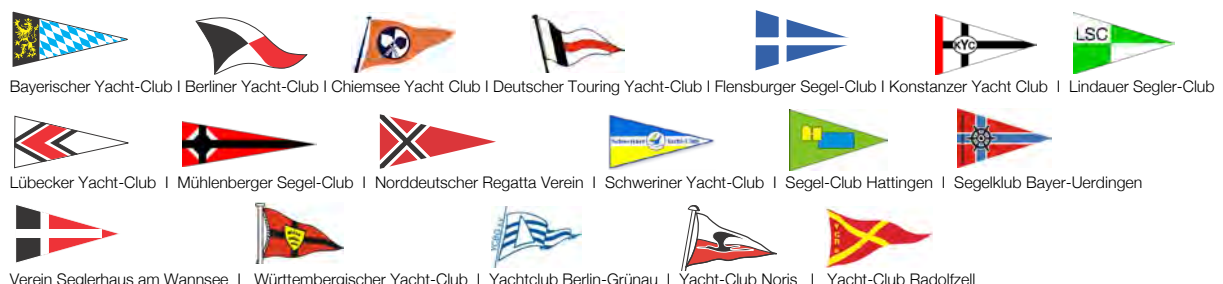 LSC
KYC
Bayerischer Yacht-Club I Berliner Yacht-Club I Chiemsee Yacht Club I Deutscher Touring Yacht-Club I Flensburger Segel-Club I Konstanzer Yacht Club I Lindauer Segler-Club
Schweriner Yacht-Club
Lübecker Yacht-Club I Mühlenberger Segel-Club I Norddeutscher Regatta Verein I Schweriner Yacht-Club I Segel-Club Hattingen I Segelklub Bayer-Uerdingen
Verein Seglerhaus am Wannsee I Württembergischer Yacht-Club I Yachtclub Berlin-Grünau I Yacht-Club Noris I Yacht-Club Radolfzell